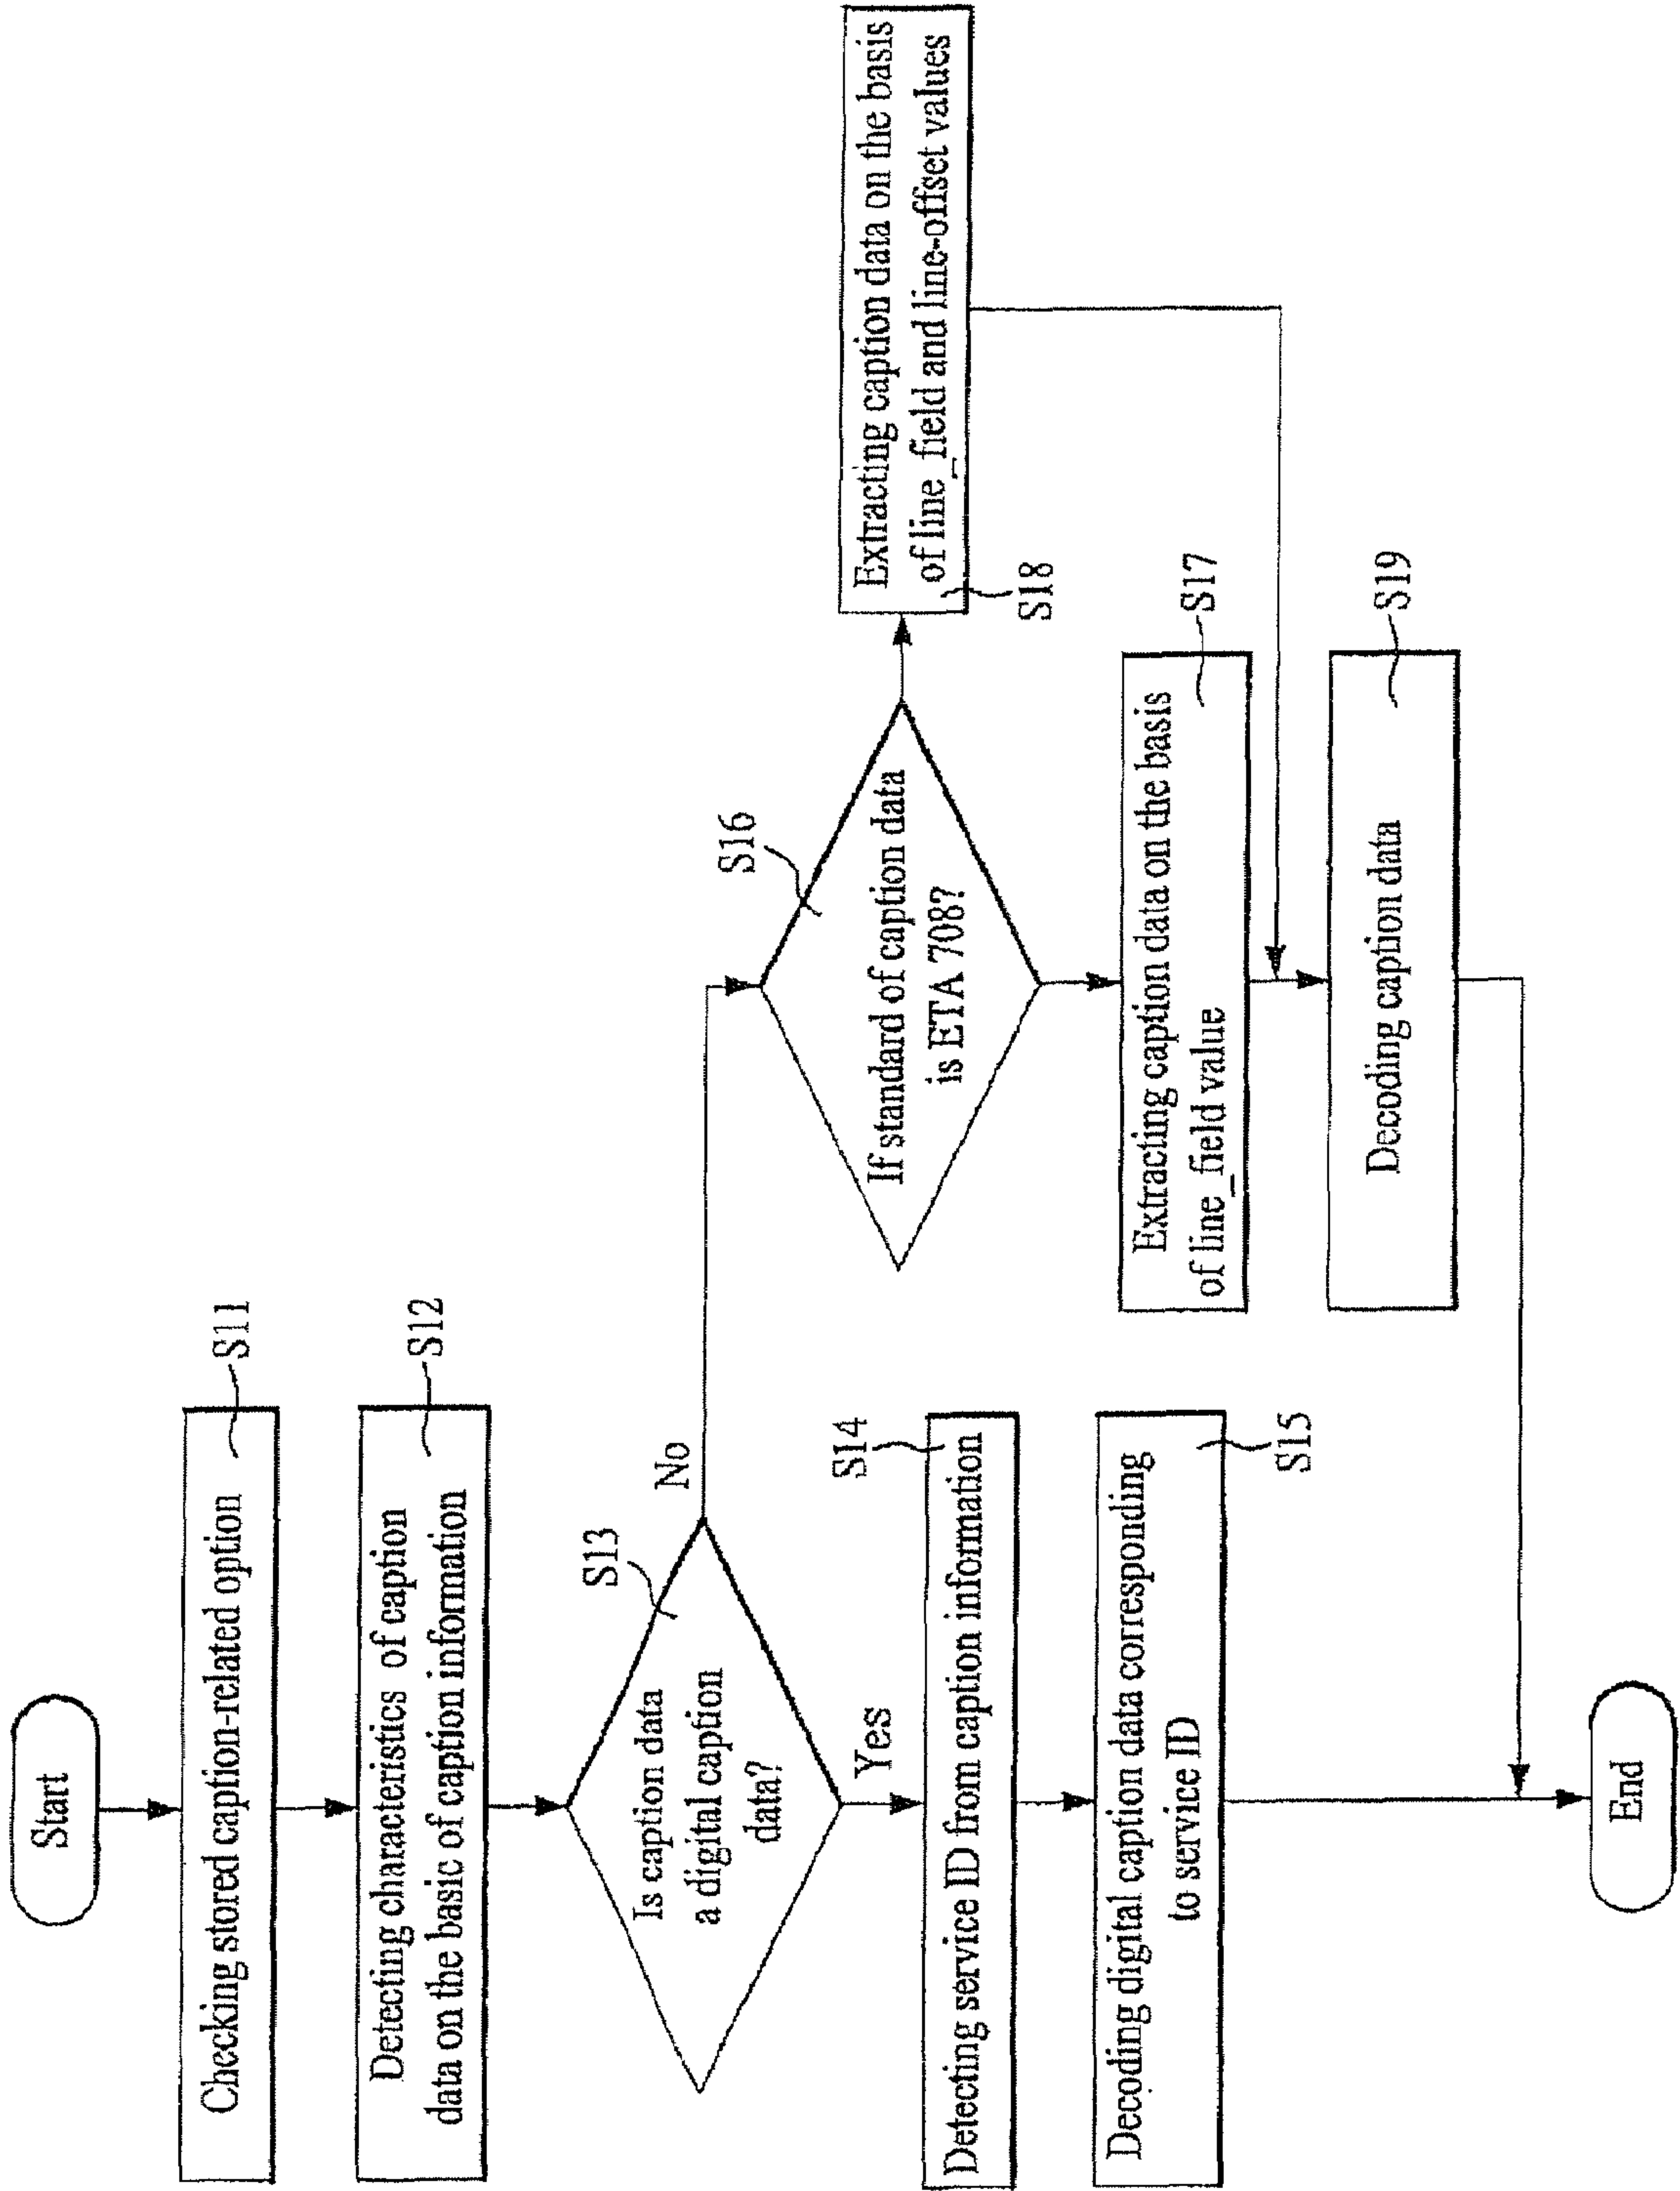 Start
Checking stored caption-related option
S11
Detecting characteristics of caption
data on the basic of caption information
S12
Is caption data
a digital caption
data?
S13
No
Yes
Detecting service ID from caption information
S14
Decoding digital caption data corresponding
to service ID
S15
If standard of caption data
is ETA 708?
S16
Extracting caption data on the basis
of line_field value
S17
Extracting caption data on the basis
of line_field and line-offset values
S18
Decoding caption data
S19
End